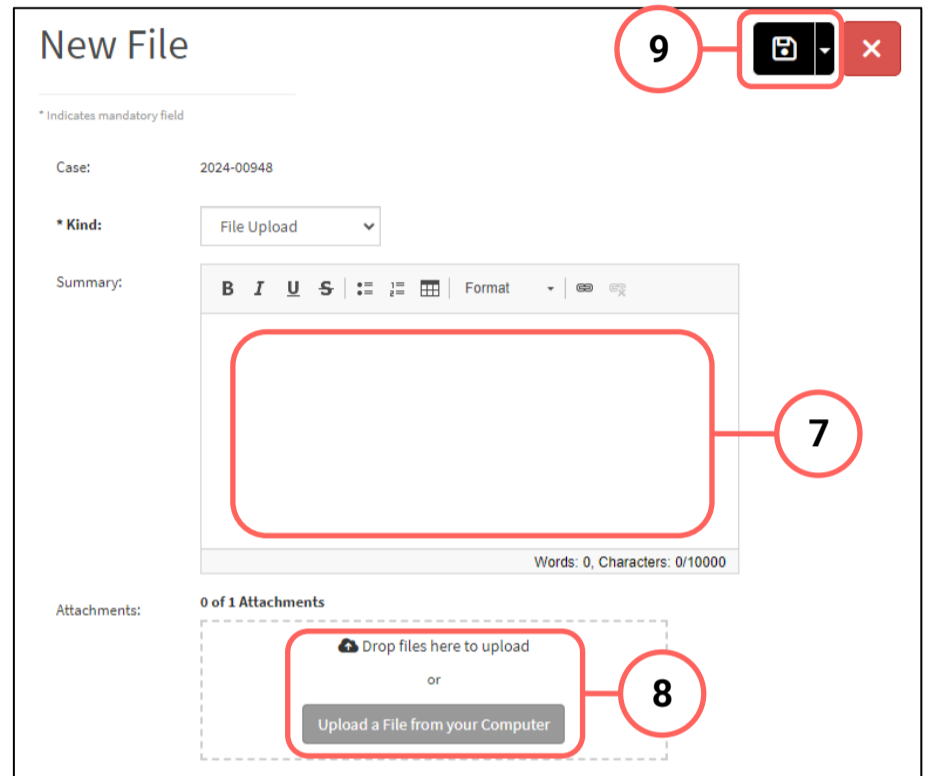 New File
9
* Indicates mandatory field
Case: 2024-00948
* Kind: File Upload
Summary:
B I U S Format
7
Words: 0, Characters: 0/10000
Attachments: 0 of 1 Attachments
Drop files here to upload
or
8
Upload a File from your Computer